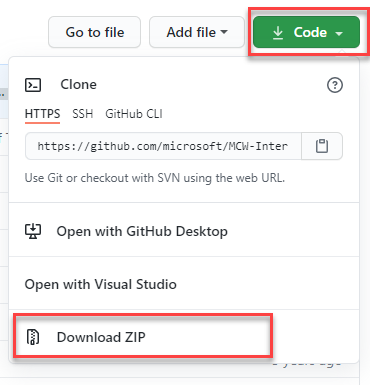 Go to file
Add file
Code
Clone
HTTPS SSH GitHub CLI
https://github.com/microsoft/MCW-Inter
Use Git or checkout with SVN using the web URL.
Open with GitHub Desktop
Open with Visual Studio
Download ZIP
years ago